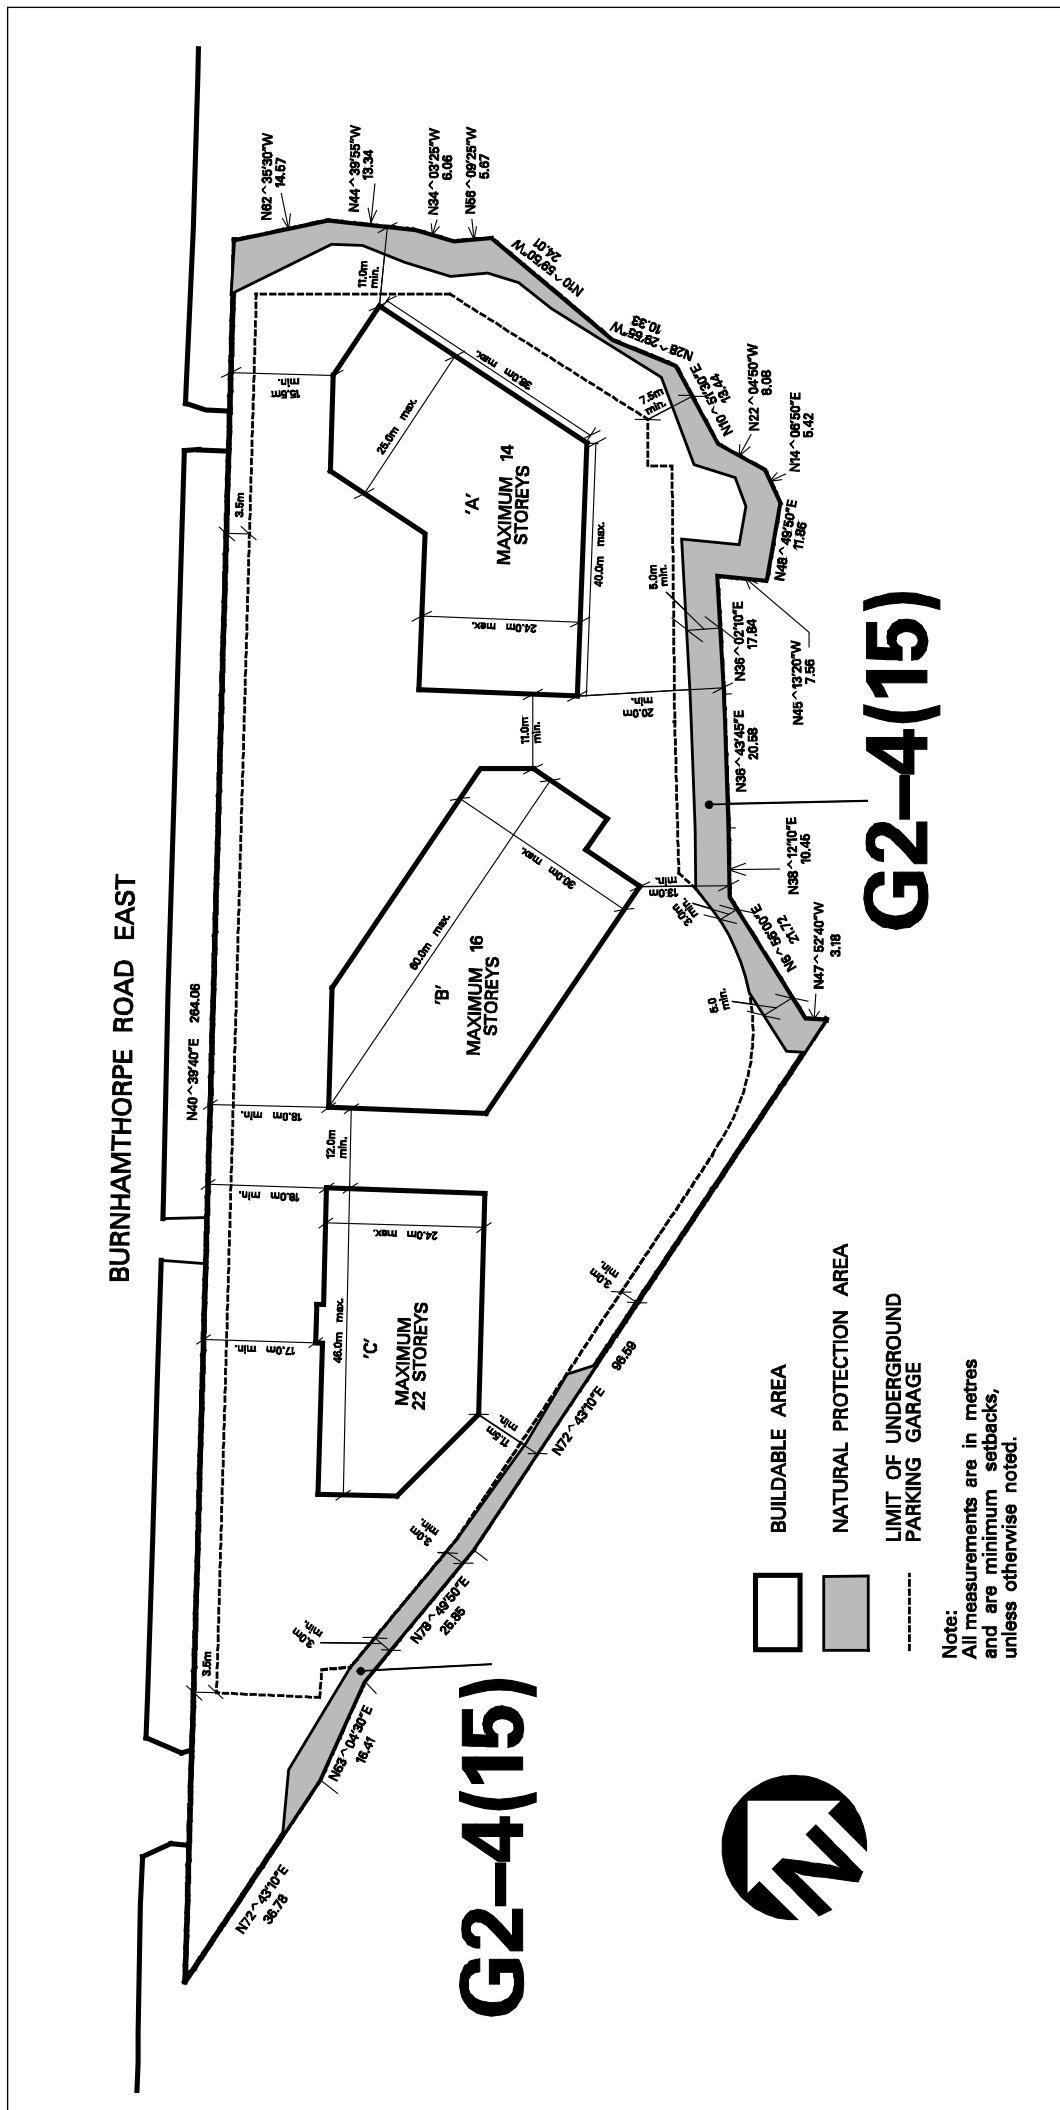 BURNHAMTHORPE ROAD EAST
N40^39'40"E 264.06
N62^35'30"W
14.57
N44^39'55"W
13.34
N34^03'25"W
6.06
N56^09'25"W
5.67
N10^59'50"W
24.01
N28^29'55"W
10.33
N10^51'30"E
13.44
N22^04'50"W
8.08
N14^06'50"E
5.42
N48^49'50"E
11.86
N45^13'20"W
7.56
N36^02'10"E
17.84
N36^43'45"E
20.58
N38^12'10"E
10.45
N6^56'00"E
21.72
N47^52'40"W
3.18
N72^43'10"E
96.59
N78^49'50"E
25.85
N63^04'30"E
16.41
N72^43'10"E
36.78
11.0m
min.
15.5m
min.
3.5m
25.0m max.
36.0m max.
7.5m
min.
'A'
MAXIMUM 14
STOREYS
40.0m max.
24.0m max.
5.0m
min.
20.0m
min.
11.0m
min.
30.0m max.
60.0m max.
'B'
MAXIMUM 16
STOREYS
13.0m
min.
3.0m
min.
5.0
min.
18.0m min.
12.0m
min.
18.0m min.
24.0m max.
46.0m max.
17.0m min.
'C'
MAXIMUM
22 STOREYS
11.5m
min.
3.0m
min.
3.0m
min.
3.0m
min.
3.5m
G2-4(15)
G2-4(15)
BUILDABLE AREA
NATURAL PROTECTION AREA
LIMIT OF UNDERGROUND
PARKING GARAGE
Note:
All measurements are in metres
and are minimum setbacks,
unless otherwise noted.
N